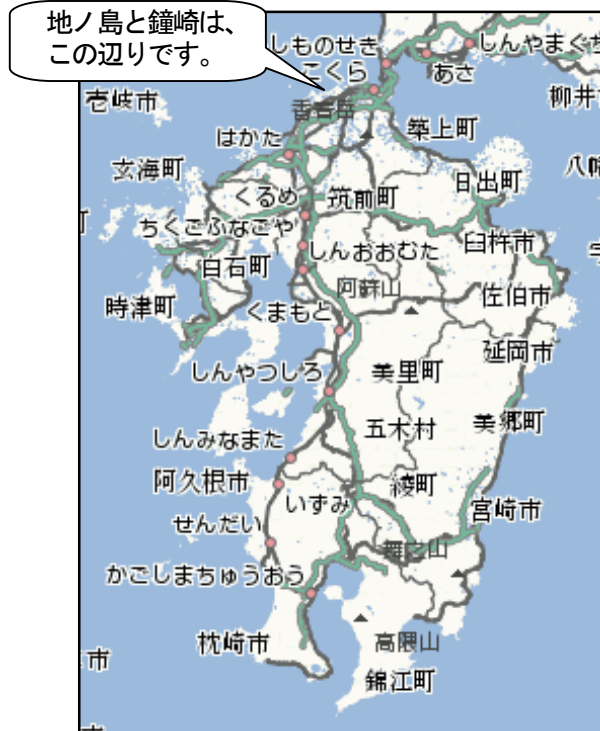 地ノ島と鐘崎は、
この辺りです。
しものせき
しんやまぐち
こくら
あさ
壱岐市
香春岳
柳井
築上町
はかた
玄海町
日出町
くるめ
筑前町
ちくごふなごや
しんおおむた
臼杵市
白石町
阿蘇山
時津町
くまもと
佐伯市
延岡市
しんやつしろ
美里町
五木村
美郷町
しんみなまた
阿久根市
いずみ
綾町
せんだい
宮崎市
かごしまちゅうおう
枕崎市
高隈山
市
錦江町